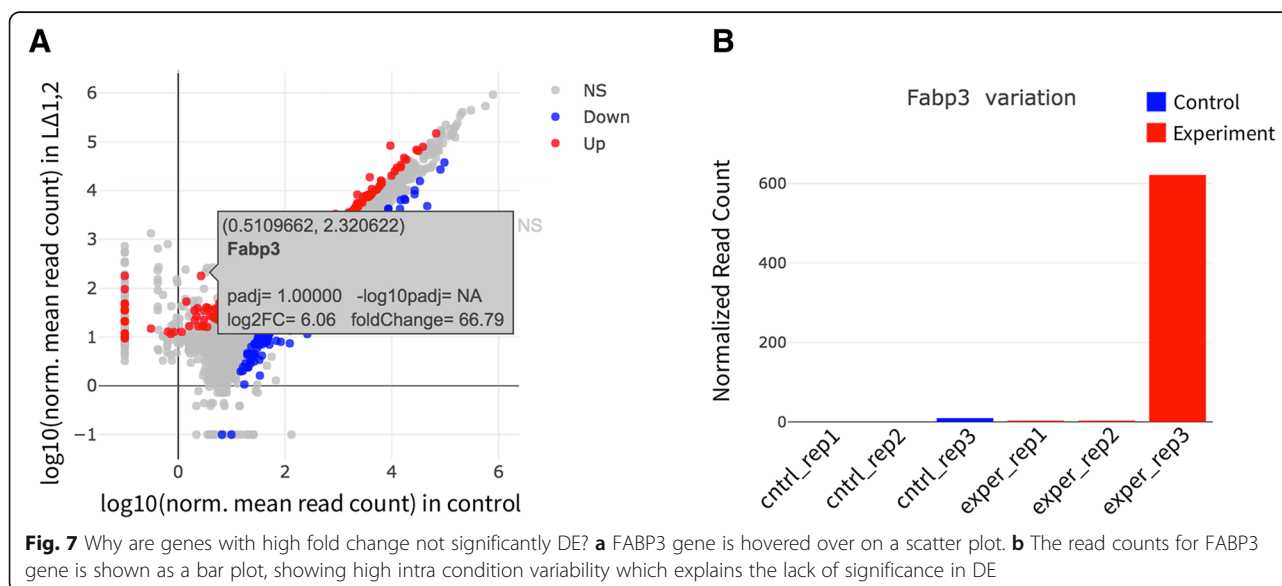 A
log10(norm. mean read count) in LΔ1,2
6
5
4
3
2
1
0
−1
0
2
4
6
log10(norm. mean read count) in control
NS
Down
Up
(0.5109662, 2.320622)
NS
Fabp3
padj= 1.00000 -log10padj= NA
log2FC= 6.06 foldChange= 66.79
B
Fabp3 variation
Control
Experiment
Normalized Read Count
600
400
200
0
cntrl_rep1
cntrl_rep2
cntrl_rep3
exper_rep1
exper_rep2
exper_rep3
Fig. 7 Why are genes with high fold change not significantly DE? a FABP3 gene is hovered over on a scatter plot. b The read counts for FABP3
gene is shown as a bar plot, showing high intra condition variability which explains the lack of significance in DE